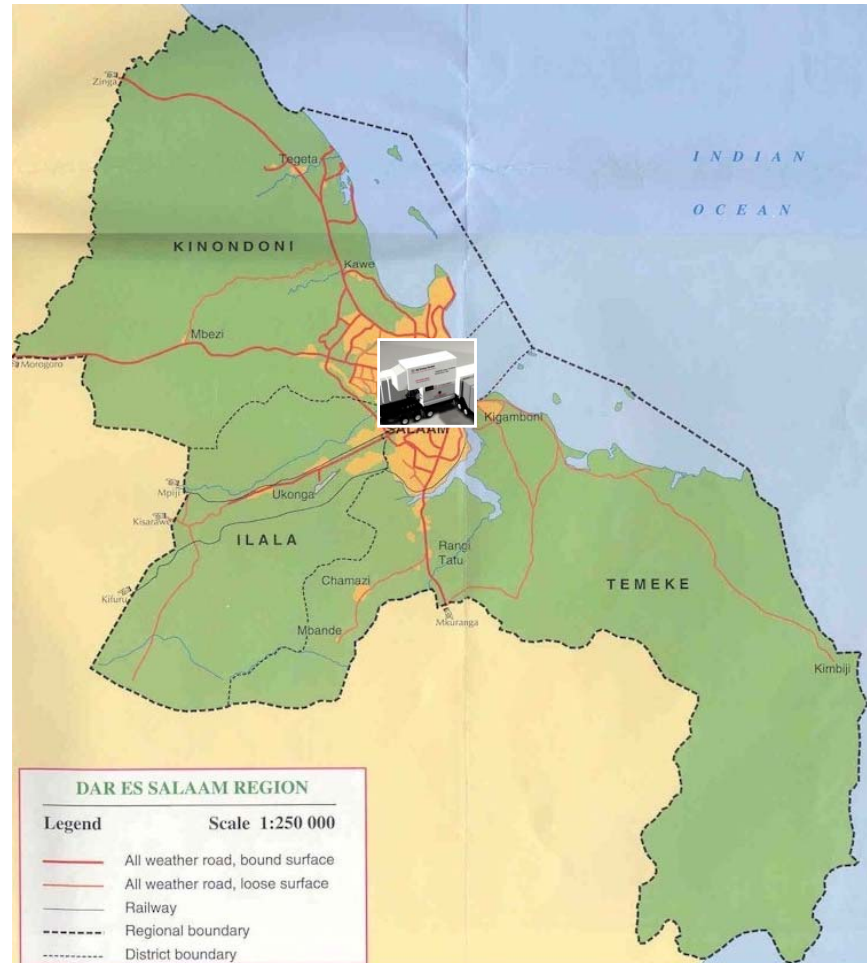 Zinga
Tegeta
INDIAN
OCEAN
KINONDONI
Kawe
Mbezi
Morogoro
Kigamboni
SALAAM
Mpiji
Ukonga
Kisarawe
ILALA
Rangi
Tatu
Chamazi
TEMEKE
Kifuru
Mbande
Mkuranga
Kimbiji
DAR ES SALAAM REGION
Legend Scale 1:250 000
All weather road, bound surface
All weather road, loose surface
Railway
Regional boundary
District boundary